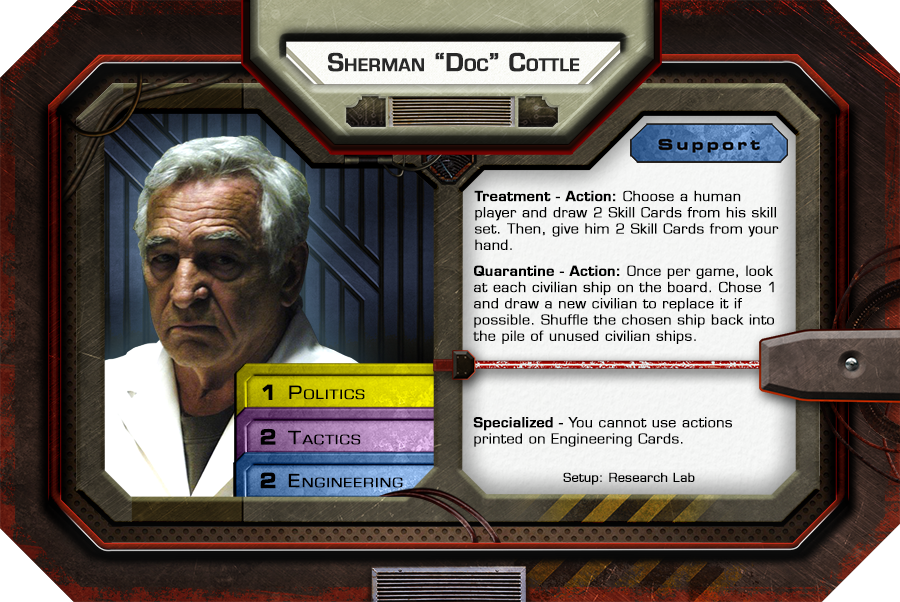 Sherman “Doc” Cottle
Support
Treatment - Action: Choose a human
player and draw 2 Skill Cards from his skill
set. Then, give him 2 Skill Cards from your
hand.
Quarantine - Action: Once per game, look
at each civilian ship on the board. Chose 1
and draw a new civilian to replace it if
possible. Shuffle the chosen ship back into
the pile of unused civilian ships.
1 Politics
2 Tactics
2 Engineering
Specialized - You cannot use actions
printed on Engineering Cards.
Setup: Research Lab